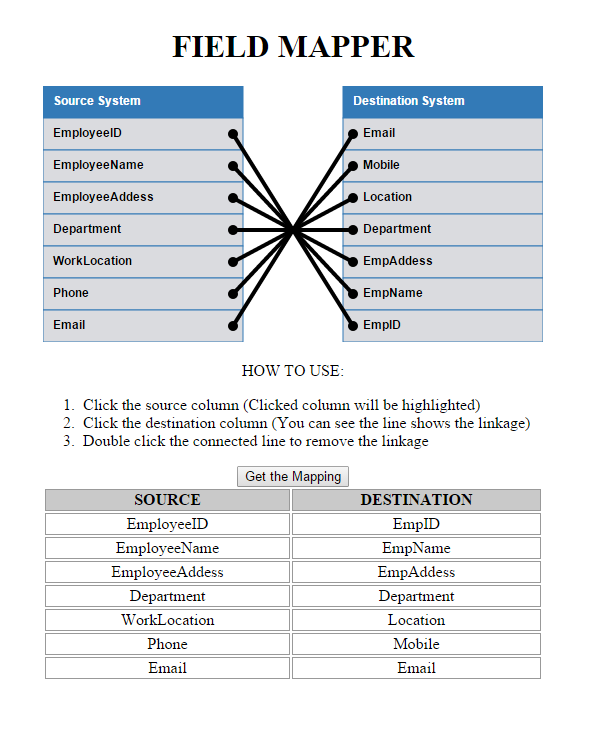 FIELD MAPPER
Source System Destination System
EmployeeID Email
EmployeeName Mobile
EmployeeAddess Location
Department Department
WorkLocation EmpAddess
Phone EmpName
Email EmpID
HOW TO USE:
1. Click the source column (Clicked column will be highlighted)
2. Click the destination column (You can see the line shows the linkage)
3. Double click the connected line to remove the linkage
Get the Mapping
SOURCE DESTINATION
EmployeeID EmpID
EmployeeName EmpName
EmployeeAddess EmpAddess
Department Department
WorkLocation Location
Phone Mobile
Email Email